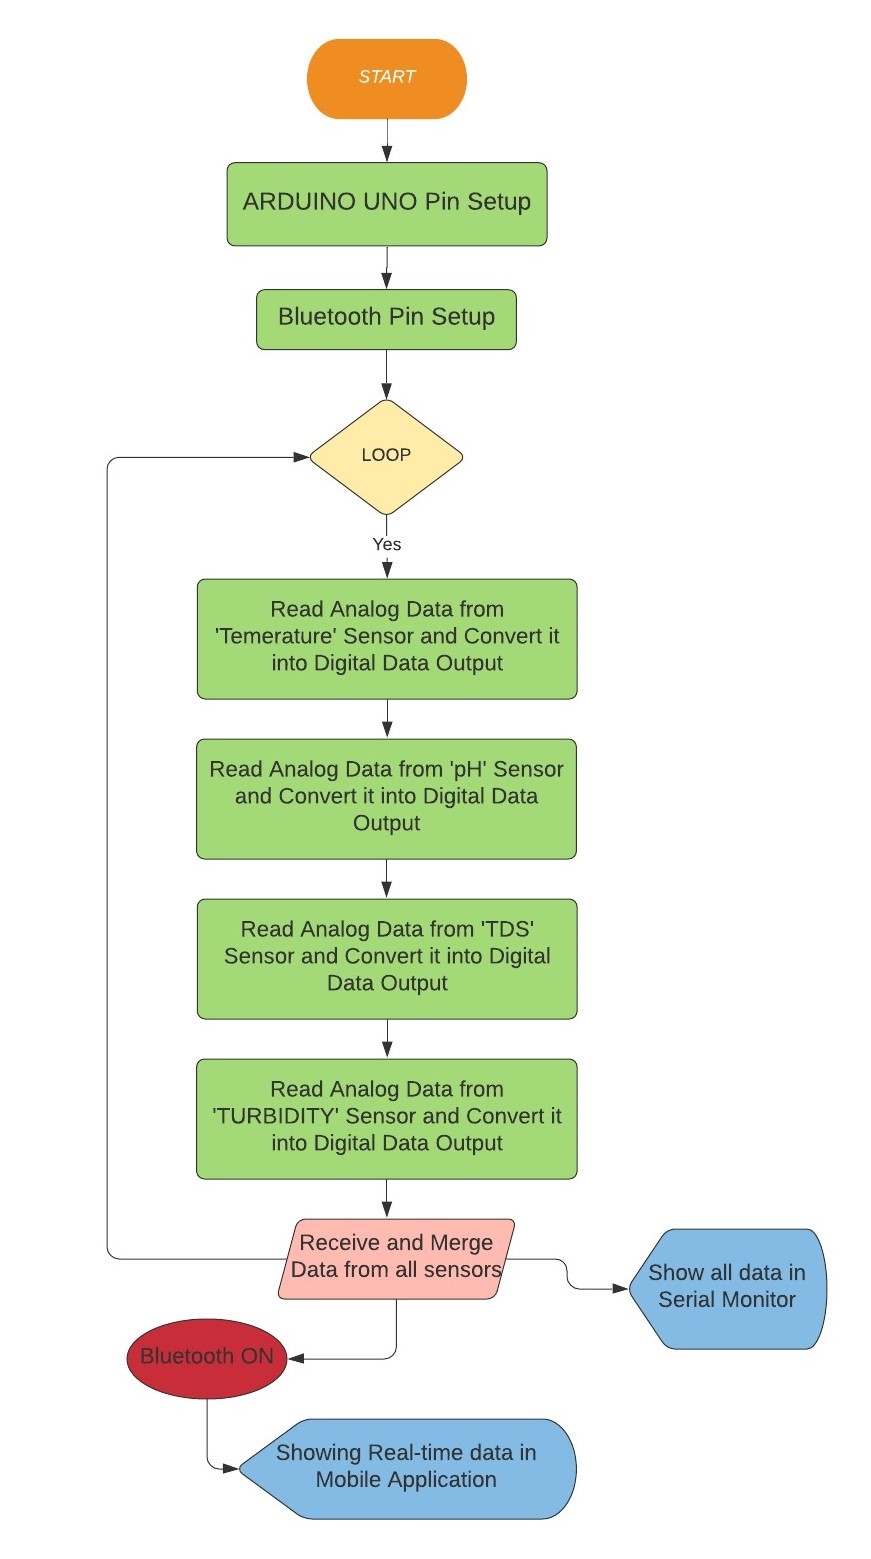 START
ARDUINO UNO Pin Setup
Bluetooth Pin Setup
LOOP
Yes
Read Analog Data from
'Temerature' Sensor and Convert it
into Digital Data Output
Read Analog Data from 'pH' Sensor
and Convert it into Digital Data
Output
Read Analog Data from 'TDS'
Sensor and Convert it into Digital
Data Output
Read Analog Data from
'TURBIDITY' Sensor and Convert it
into Digital Data Output
Receive and Merge
Data from all sensors
Show all data in
Serial Monitor
Bluetooth ON
Showing Real-time data in
Mobile Application